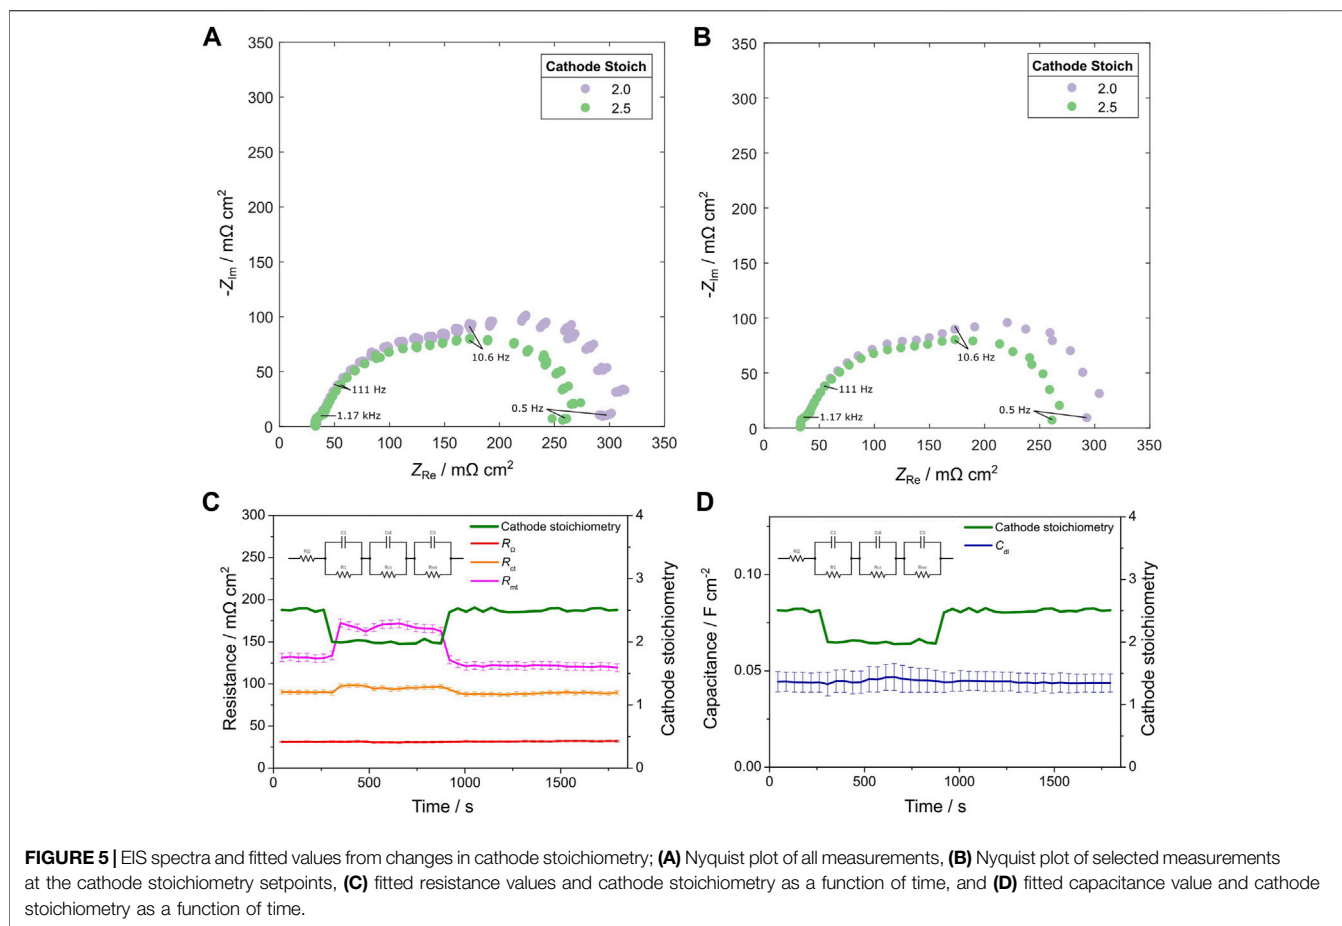 A
350
300
250
200
150
100
50
0
-ZIm / mΩ cm2
Cathode Stoich
2.0
2.5
10.6 Hz
111 Hz
1.17 kHz
0.5 Hz
0 50 100 150 200 250 300 350
ZRe / mΩ cm2
B
350
300
250
200
150
100
50
0
-ZIm / mΩ cm2
Cathode Stoich
2.0
2.5
10.6 Hz
111 Hz
1.17 kHz
0.5 Hz
0 50 100 150 200 250 300 350
ZRe / mΩ cm2
C
300
250
200
150
100
50
0
Resistance / mΩ cm2
Cathode stoichiometry
RΩ
Rct
Rmt
4
3
2
1
0
Cathode stoichiometry
0 500 1000 1500
Time / s
D
0.10
0.05
0.00
Capacitance / F cm-2
Cathode stoichiometry
Cdl
4
3
2
1
0
Cathode stoichiometry
0 500 1000 1500
Time / s
FIGURE 5 | EIS spectra and fitted values from changes in cathode stoichiometry; (A) Nyquist plot of all measurements, (B) Nyquist plot of selected measurements
at the cathode stoichiometry setpoints, (C) fitted resistance values and cathode stoichiometry as a function of time, and (D) fitted capacitance value and cathode
stoichiometry as a function of time.